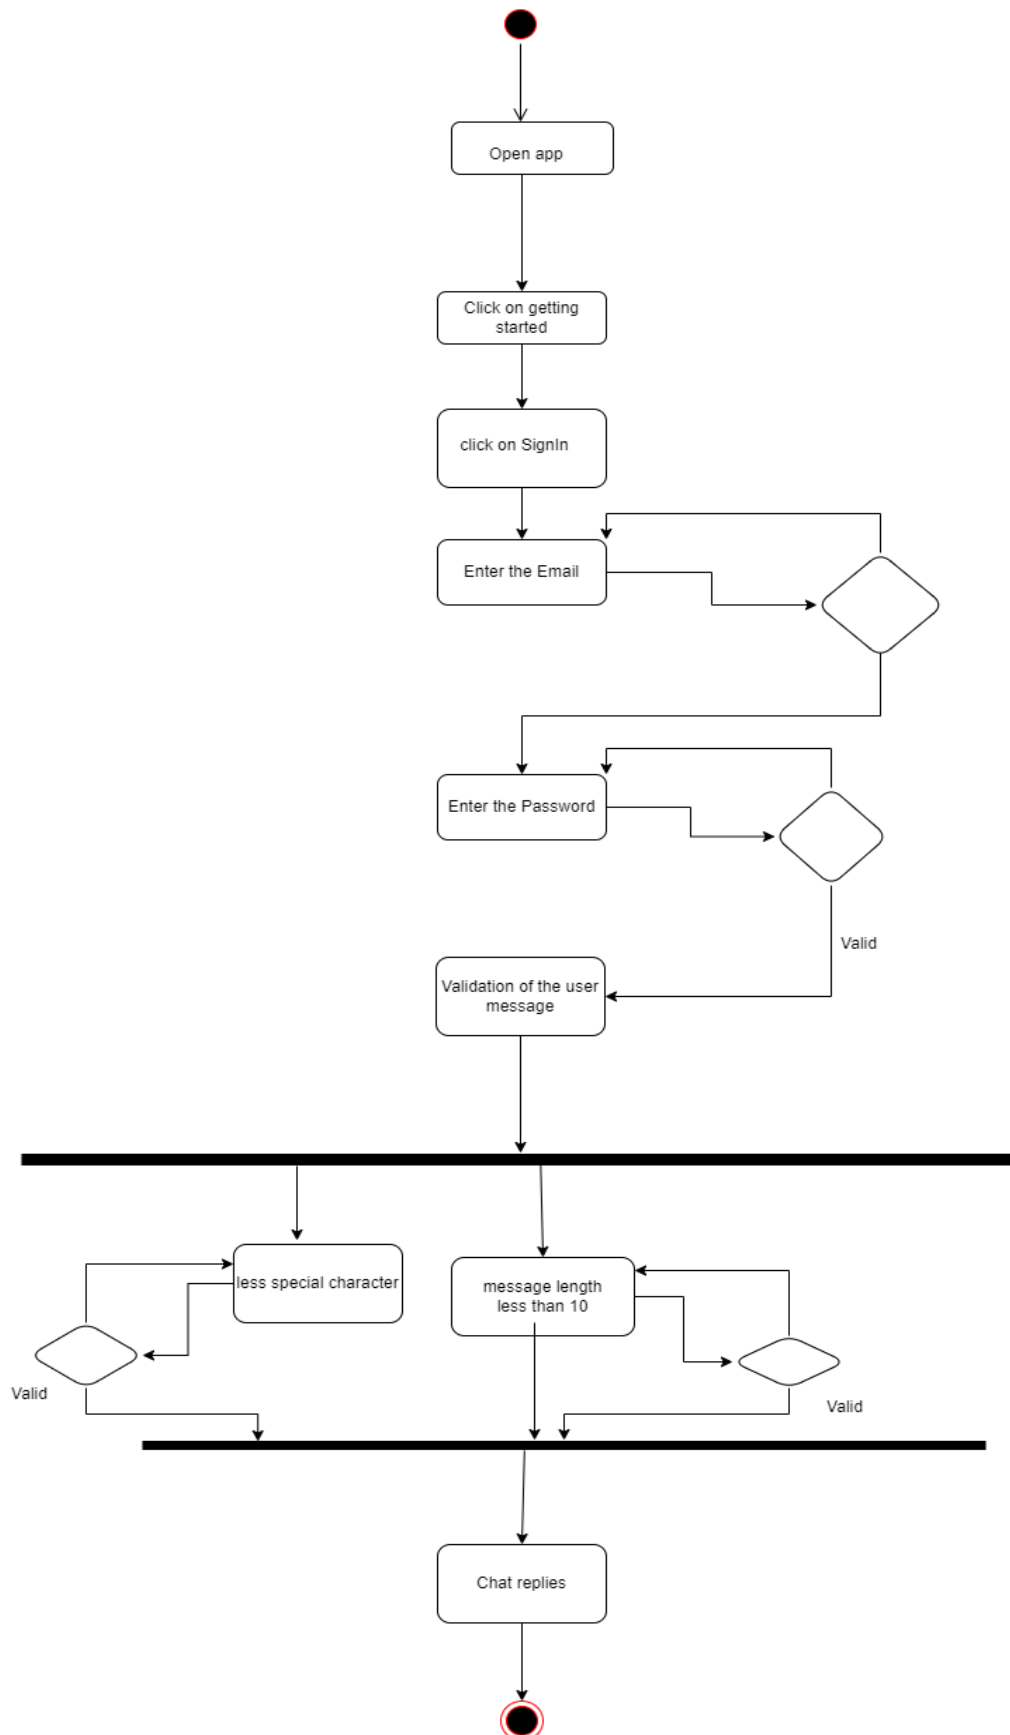 Open app
Click on getting
started
click on SignIn
Enter the Email
Enter the Password
Valid
Validation of the user
message
less special character
message length
less than 10
Valid
Valid
Chat replies